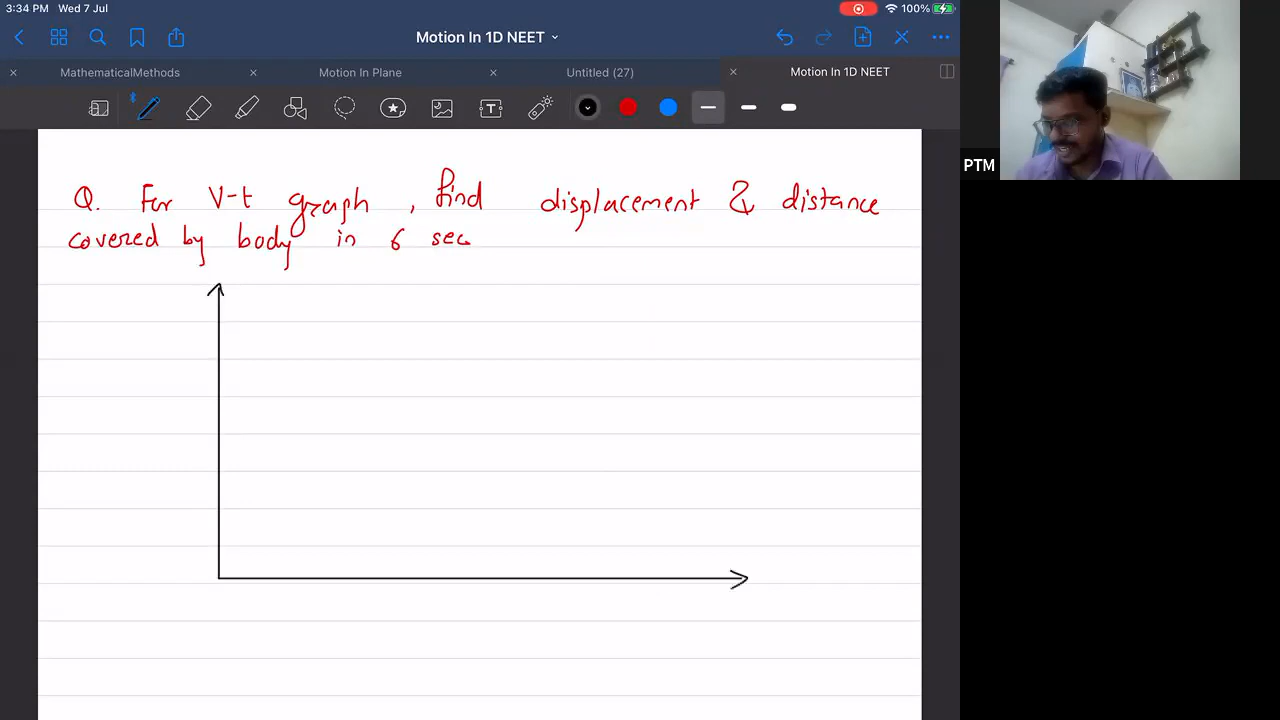 3:34 PM Wed 7 Jul
100%
Motion In 1D NEET
MathematicalMethods
Motion In Plane
Untitled (27)
Motion In 1D NEET
T
PTM
Q. For V-t graph, find displacement & distance
covered by body in 6 sec